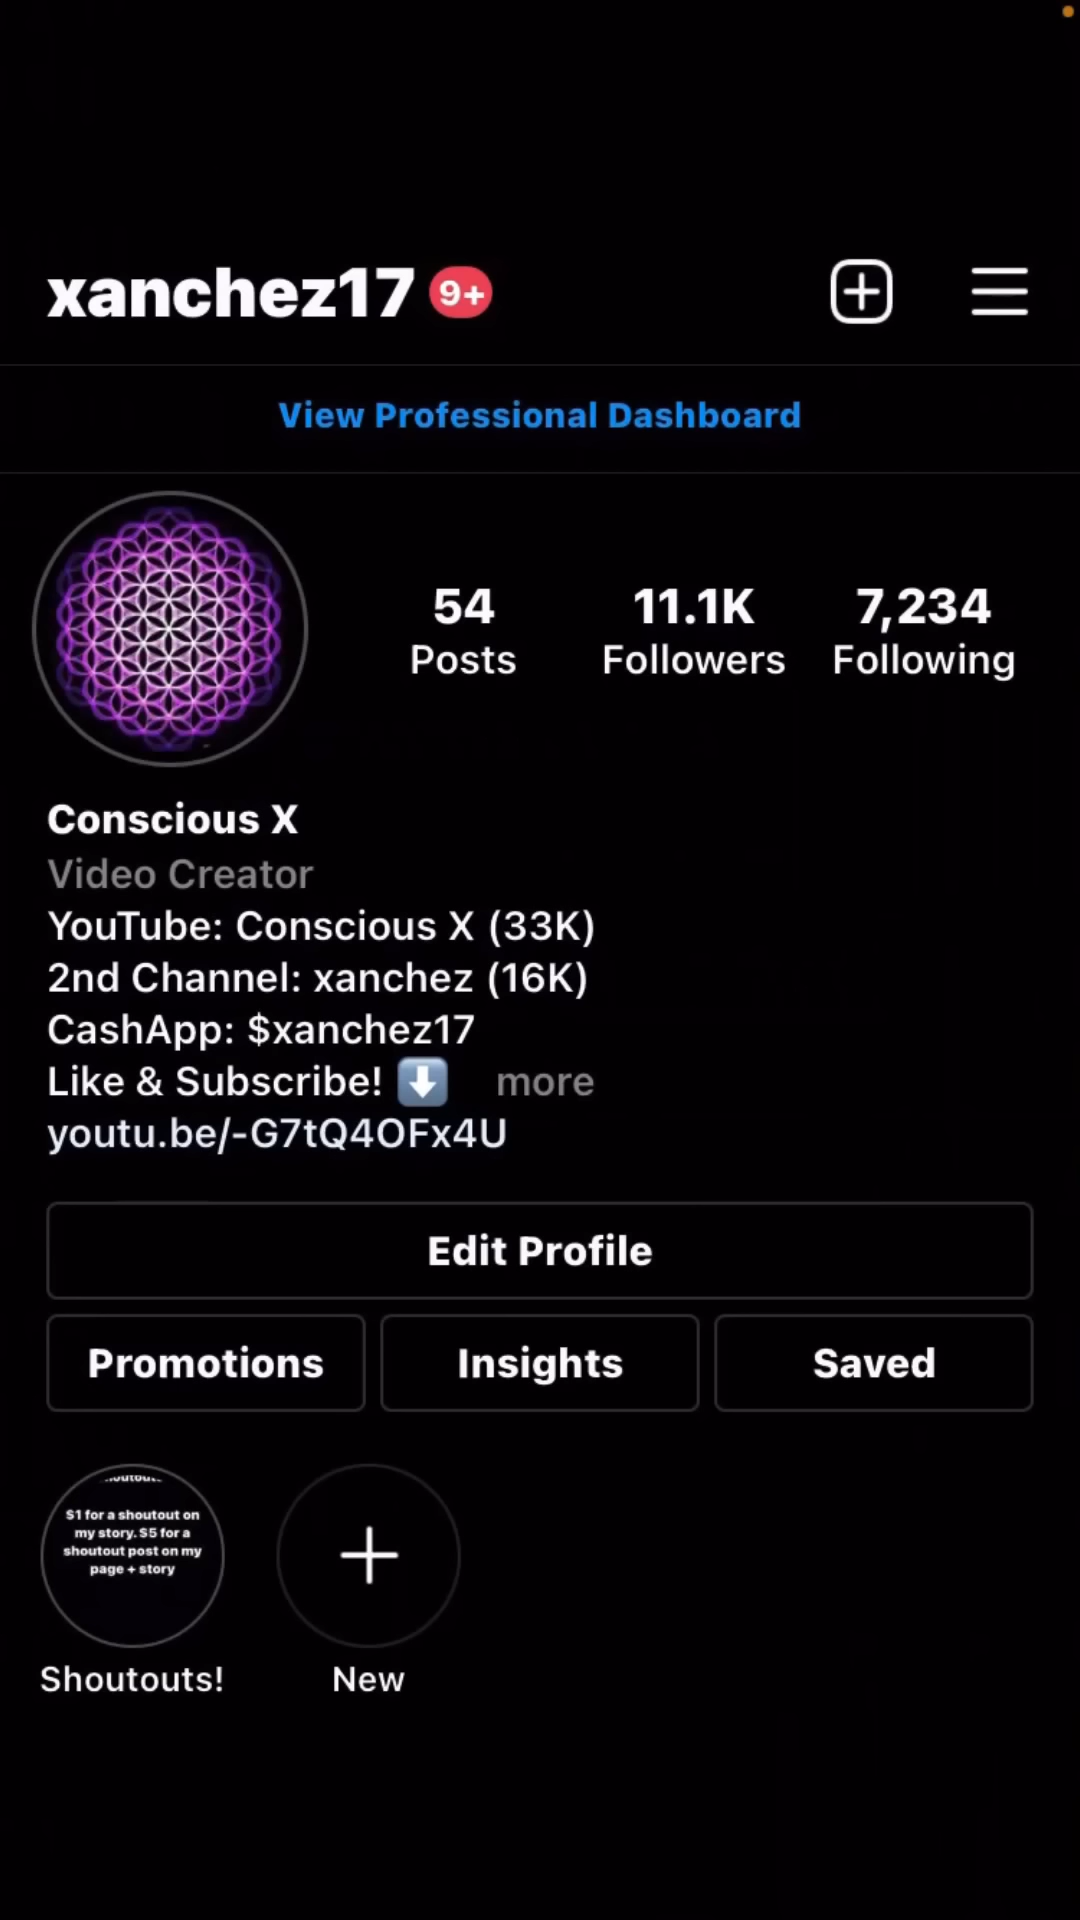 xanchez17 9+
View Professional Dashboard
54 11.1K 7,234
Posts Followers Following
Conscious X
Video Creator
YouTube: Conscious X (33K)
2nd Channel: xanchez (16K)
CashApp: $xanchez17
Like & Subscribe! ⬇️ more
youtu.be/-G7tQ4OFx4U
Edit Profile
Promotions Insights Saved
$1 for a shoutout on
my story. $5 for a
shoutout post on my
page + story
Shoutouts! New